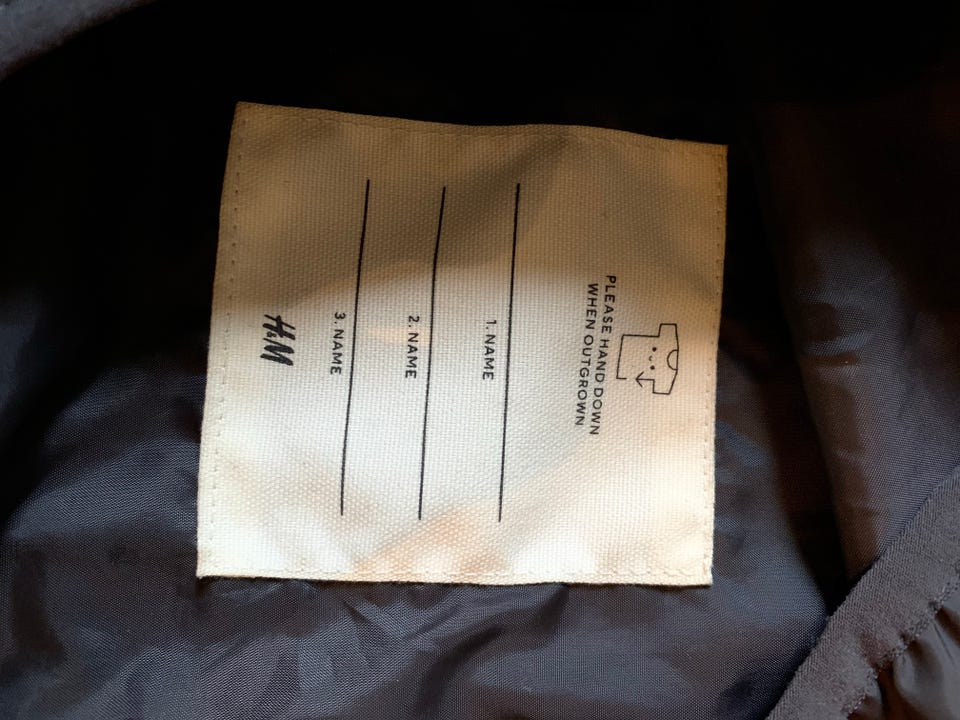 PLEASE HAND DOWN
WHEN OUTGROWN
1. NAME
2. NAME
3. NAME
H&M